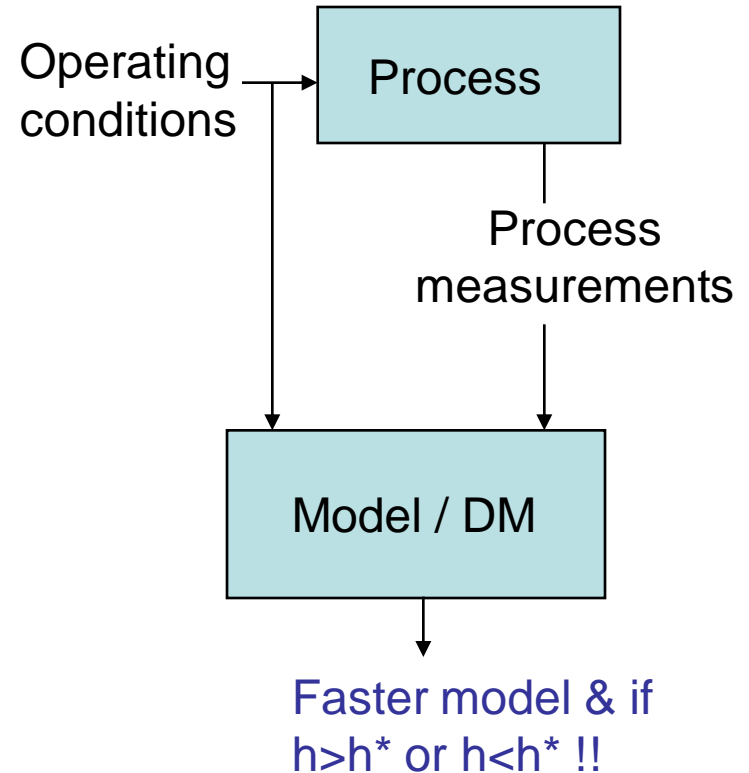 Operating
conditions
Process
Process
measurements
Model / DM
Faster model & if
h>h* or h<h* !!